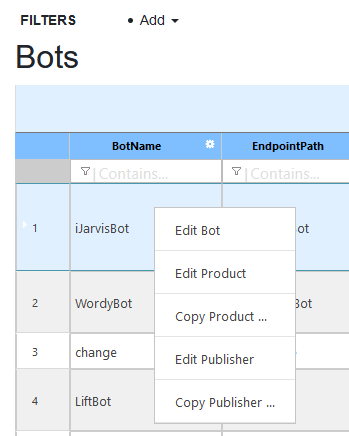 FILTERS • Add
Bots
BotName EndpointPath
Contains... Contains...
1 iJarvisBot ot
Edit Bot
Edit Product
2 WordyBot Bot
Copy Product ...
3 change
Edit Publisher
4 LiftBot ot
Copy Publisher ...